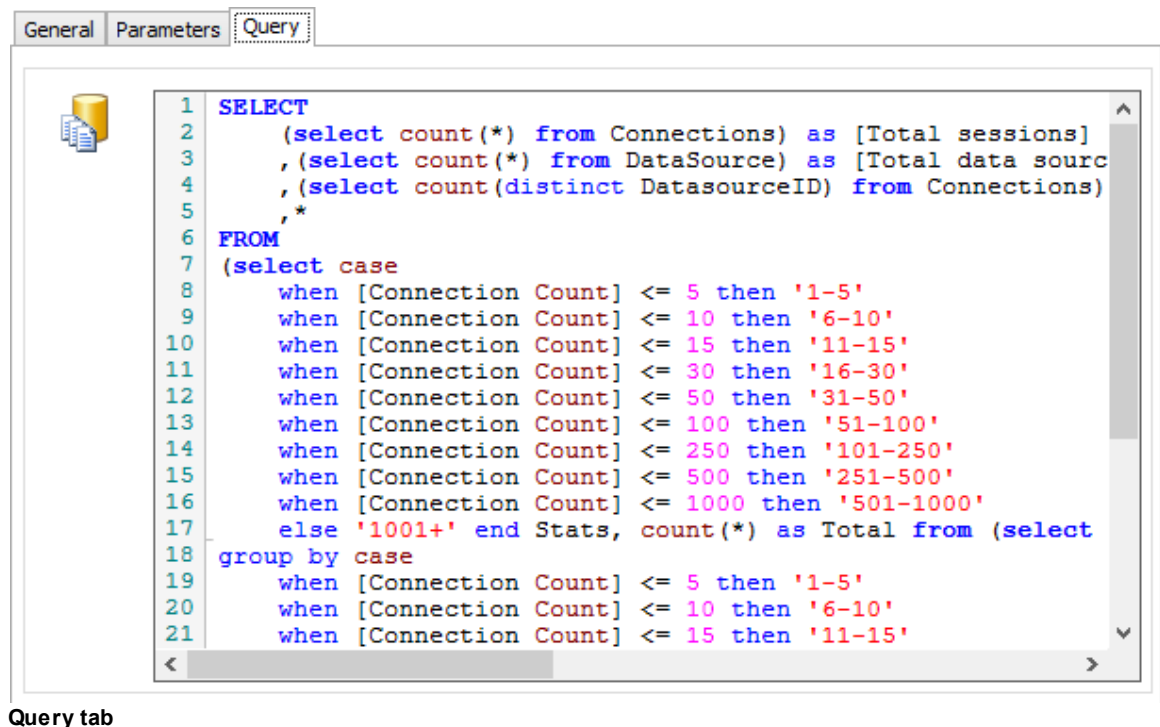 General Parameters Query
1 SELECT
2 (select count(*) from Connections) as [Total sessions]
3 ,(select count(*) from DataSource) as [Total data sourc
4 ,(select count(distinct DatasourceID) from Connections)
5 ,*
6 FROM
7 (select case
8 when [Connection Count] <= 5 then '1-5'
9 when [Connection Count] <= 10 then '6-10'
10 when [Connection Count] <= 15 then '11-15'
11 when [Connection Count] <= 30 then '16-30'
12 when [Connection Count] <= 50 then '31-50'
13 when [Connection Count] <= 100 then '51-100'
14 when [Connection Count] <= 250 then '101-250'
15 when [Connection Count] <= 500 then '251-500'
16 when [Connection Count] <= 1000 then '501-1000'
17 else '1001+' end Stats, count(*) as Total from (select
18 group by case
19 when [Connection Count] <= 5 then '1-5'
20 when [Connection Count] <= 10 then '6-10'
21 when [Connection Count] <= 15 then '11-15'
Query tab